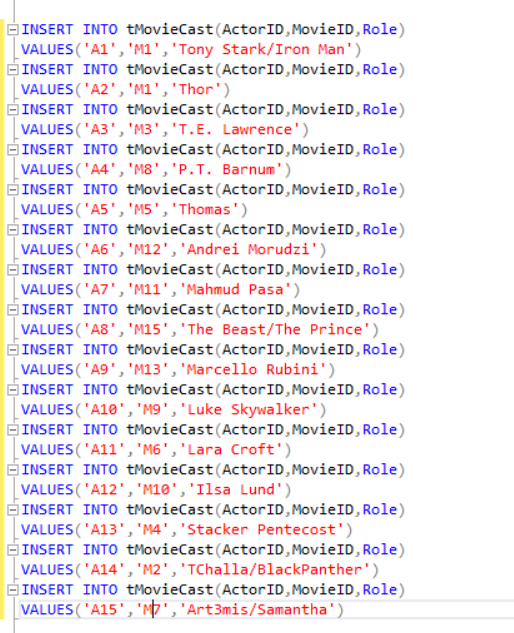 INSERT INTO tMovieCast(ActorID,MovieID,Role)
VALUES('A1','M1','Tony Stark/Iron Man')
INSERT INTO tMovieCast(ActorID,MovieID,Role)
VALUES('A2','M1','Thor')
INSERT INTO tMovieCast(ActorID,MovieID,Role)
VALUES('A3','M3','T.E. Lawrence')
INSERT INTO tMovieCast(ActorID,MovieID,Role)
VALUES('A4','M8','P.T. Barnum')
INSERT INTO tMovieCast(ActorID,MovieID,Role)
VALUES('A5','M5','Thomas')
INSERT INTO tMovieCast(ActorID,MovieID,Role)
VALUES('A6','M12','Andrei Morudzi')
INSERT INTO tMovieCast(ActorID,MovieID,Role)
VALUES('A7','M11','Mahmud Pasa')
INSERT INTO tMovieCast(ActorID,MovieID,Role)
VALUES('A8','M15','The Beast/The Prince')
INSERT INTO tMovieCast(ActorID,MovieID,Role)
VALUES('A9','M13','Marcello Rubini')
INSERT INTO tMovieCast(ActorID,MovieID,Role)
VALUES('A10','M9','Luke Skywalker')
INSERT INTO tMovieCast(ActorID,MovieID,Role)
VALUES('A11','M6','Lara Croft')
INSERT INTO tMovieCast(ActorID,MovieID,Role)
VALUES('A12','M10','Ilsa Lund')
INSERT INTO tMovieCast(ActorID,MovieID,Role)
VALUES('A13','M4','Stacker Pentecost')
INSERT INTO tMovieCast(ActorID,MovieID,Role)
VALUES('A14','M2','TChalla/BlackPanther')
INSERT INTO tMovieCast(ActorID,MovieID,Role)
VALUES('A15','M7','Art3mis/Samantha')